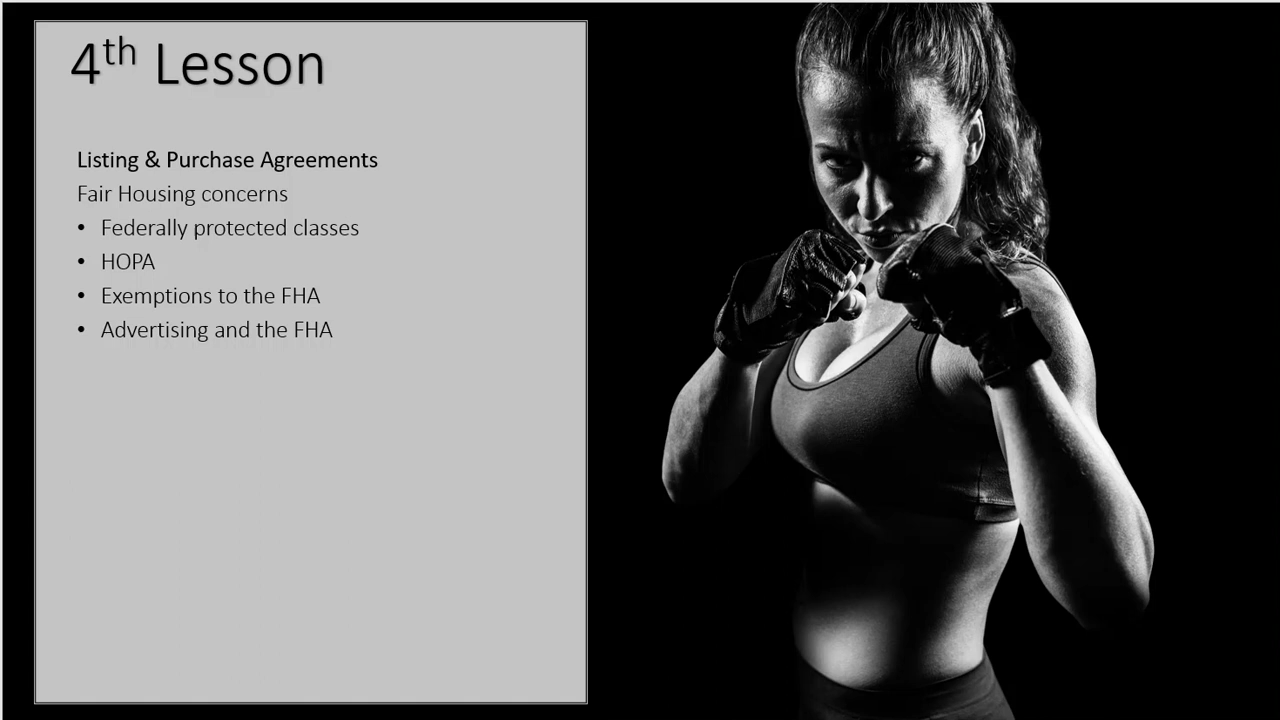 4th Lesson
Listing & Purchase Agreements
Fair Housing concerns
• Federally protected classes
• HOPA
• Exemptions to the FHA
• Advertising and the FHA